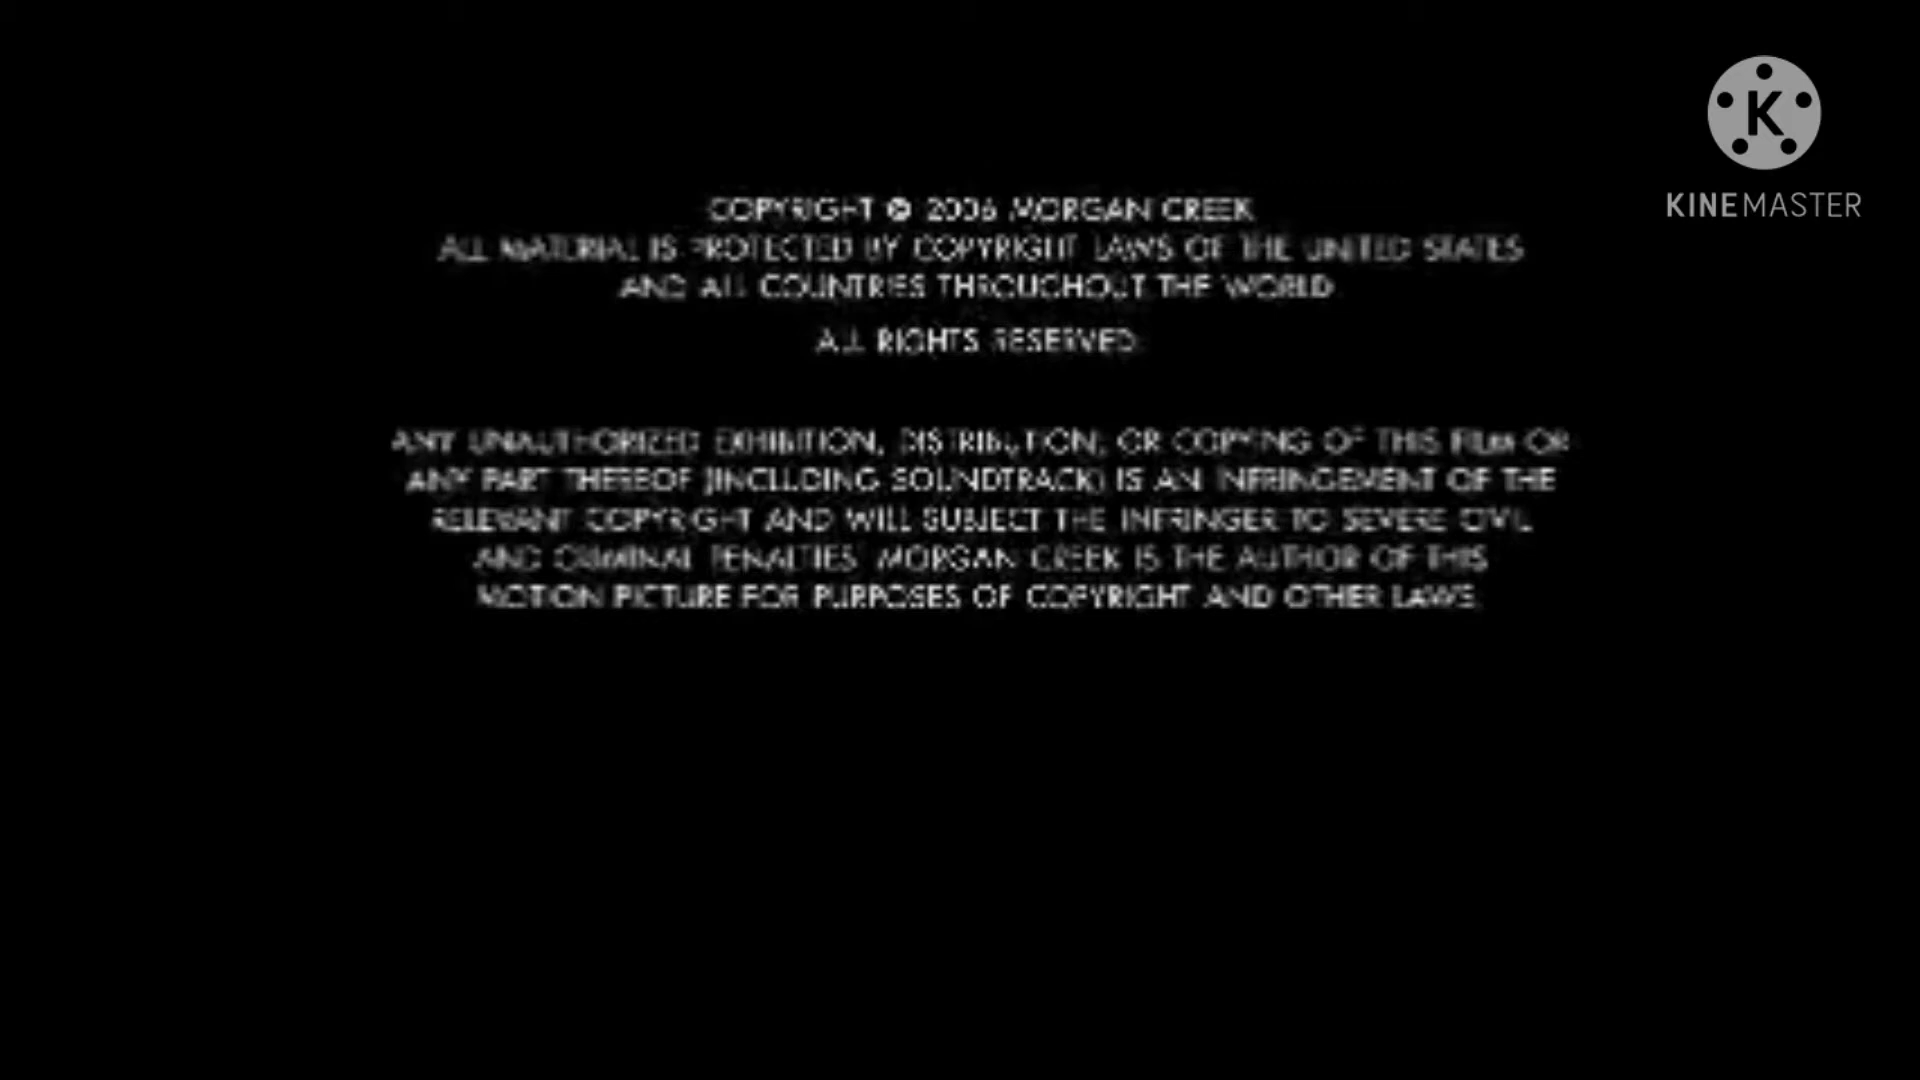 COPYRIGHT © 2006 MORGAN CREEK
ALL MATERIAL IS PROTECTED BY COPYRIGHT LAWS OF THE UNITED STATES
AND ALL COUNTRIES THROUGHOUT THE WORLD
ALL RIGHTS RESERVED.
ANY UNAUTHORIZED EXHIBITION, DISTRIBUTION, OR COPYING OF THIS FILM OR
ANY PART THEREOF (INCLUDING SOUNDTRACK) IS AN INFRINGEMENT OF THE
RELEVANT COPYRIGHT AND WILL SUBJECT THE INFRINGER TO SEVERE CIVIL
AND CRIMINAL PENALTIES. MORGAN CREEK IS THE AUTHOR OF THIS
MOTION PICTURE FOR PURPOSES OF COPYRIGHT AND OTHER LAWS.
K
KINEMASTER